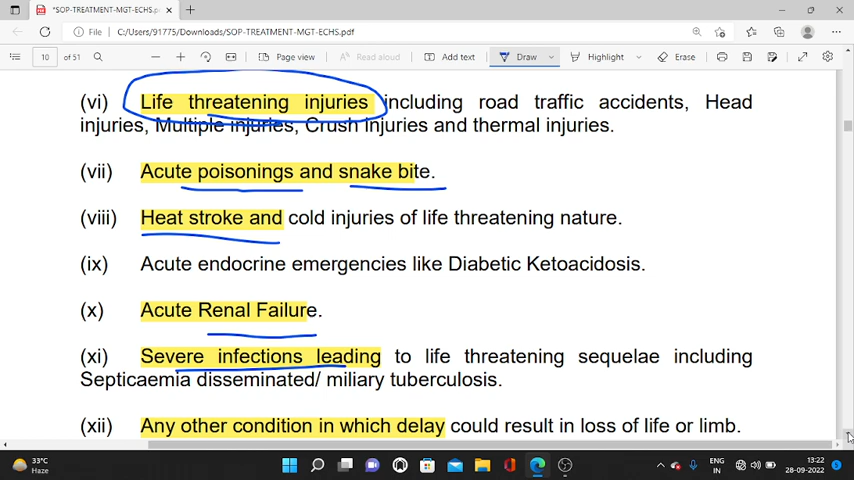 *SOP-TREATMENT-MGT-ECHS.p
File
C:/Users/91775/Downloads/SOP-TREATMENT-MGT-ECHS.pdf
10 of 51
Page view
Read aloud
Add text
Draw
Highlight
Erase
(vi) Life threatening injuries including road traffic accidents, Head
injuries, Multiple injuries, Crush injuries and thermal injuries.
(vii) Acute poisonings and snake bite.
(viii) Heat stroke and cold injuries of life threatening nature.
(ix) Acute endocrine emergencies like Diabetic Ketoacidosis.
(x) Acute Renal Failure.
(xi) Severe infections leading to life threatening sequelae including
Septicaemia disseminated/ miliary tuberculosis.
(xii) Any other condition in which delay could result in loss of life or limb.
33°C
Haze
ENG
IN
13:22
28-09-2022